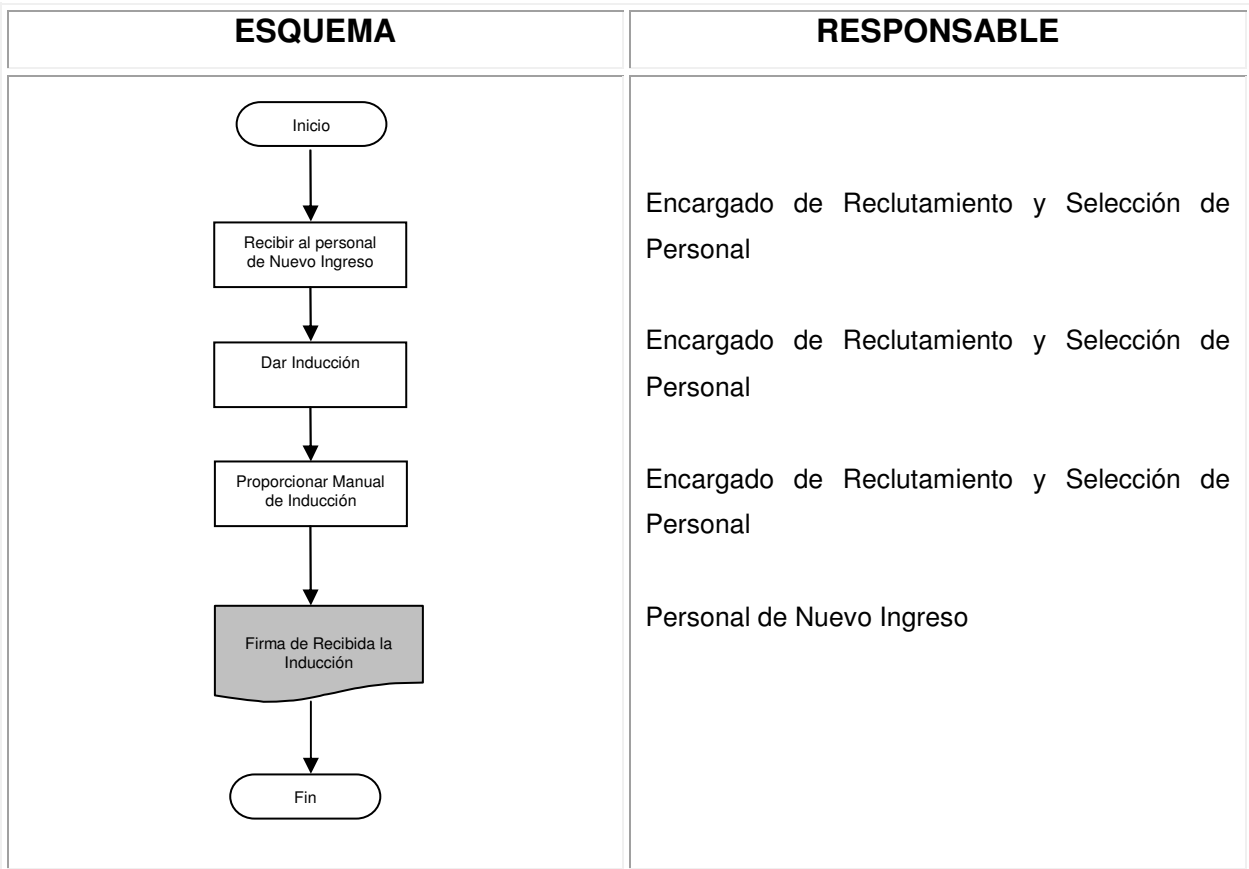 ESQUEMA
RESPONSABLE
Inicio
Recibir al personal
de Nuevo Ingreso
Dar Inducción
Proporcionar Manual
de Inducción
Firma de Recibida la
Inducción
Fin
Encargado de Reclutamiento y Selección de
Personal
Encargado de Reclutamiento y Selección de
Personal
Encargado de Reclutamiento y Selección de
Personal
Personal de Nuevo Ingreso